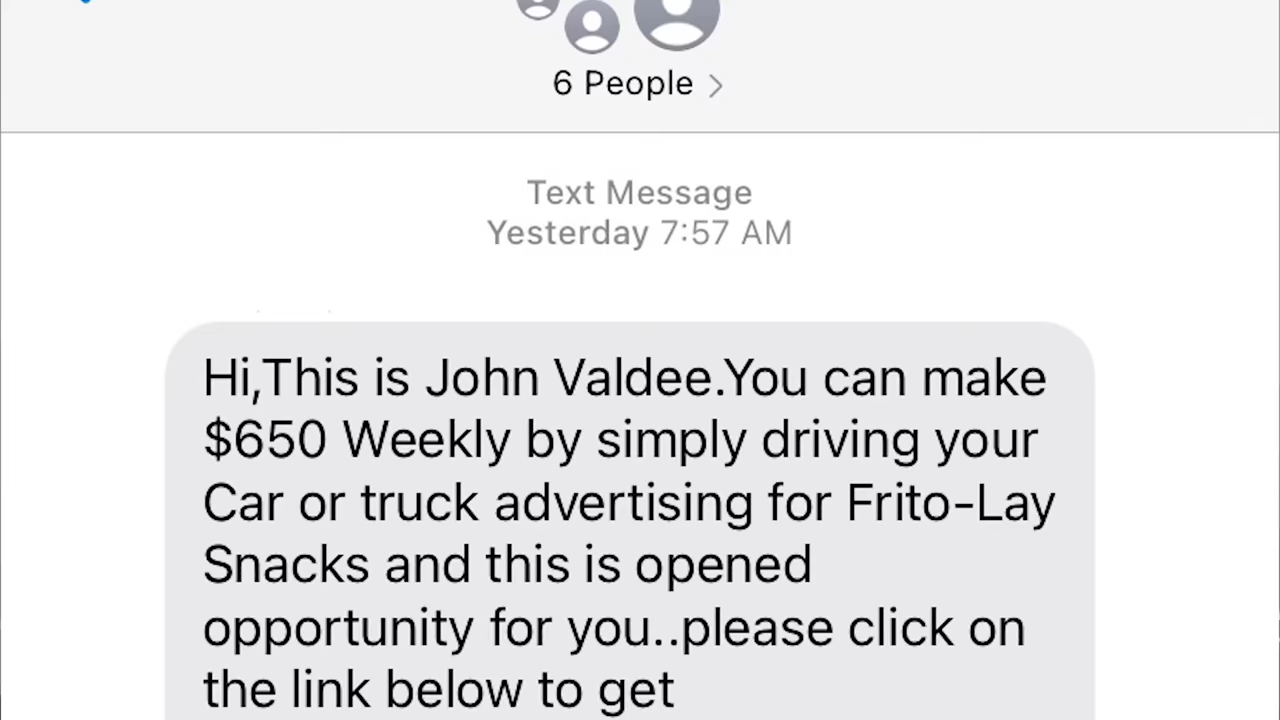 6 People
Text Message
Yesterday 7:57 AM
Hi,This is John Valdee.You can make
$650 Weekly by simply driving your
Car or truck advertising for Frito-Lay
Snacks and this is opened
opportunity for you..please click on
the link below to get